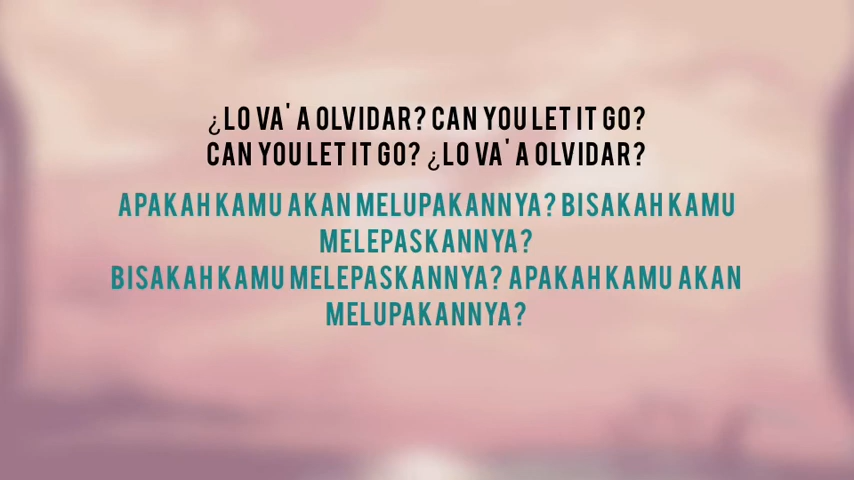 ¿LO VA' A OLVIDAR? CAN YOU LET IT GO?
CAN YOU LET IT GO? ¿LO VA' A OLVIDAR?
APAKAH KAMU AKAN MELUPAKANNYA? BISAKAH KAMU
MELEPASKANNYA?
BISAKAH KAMU MELEPASKANNYA? APAKAH KAMU AKAN
MELUPAKANNYA?